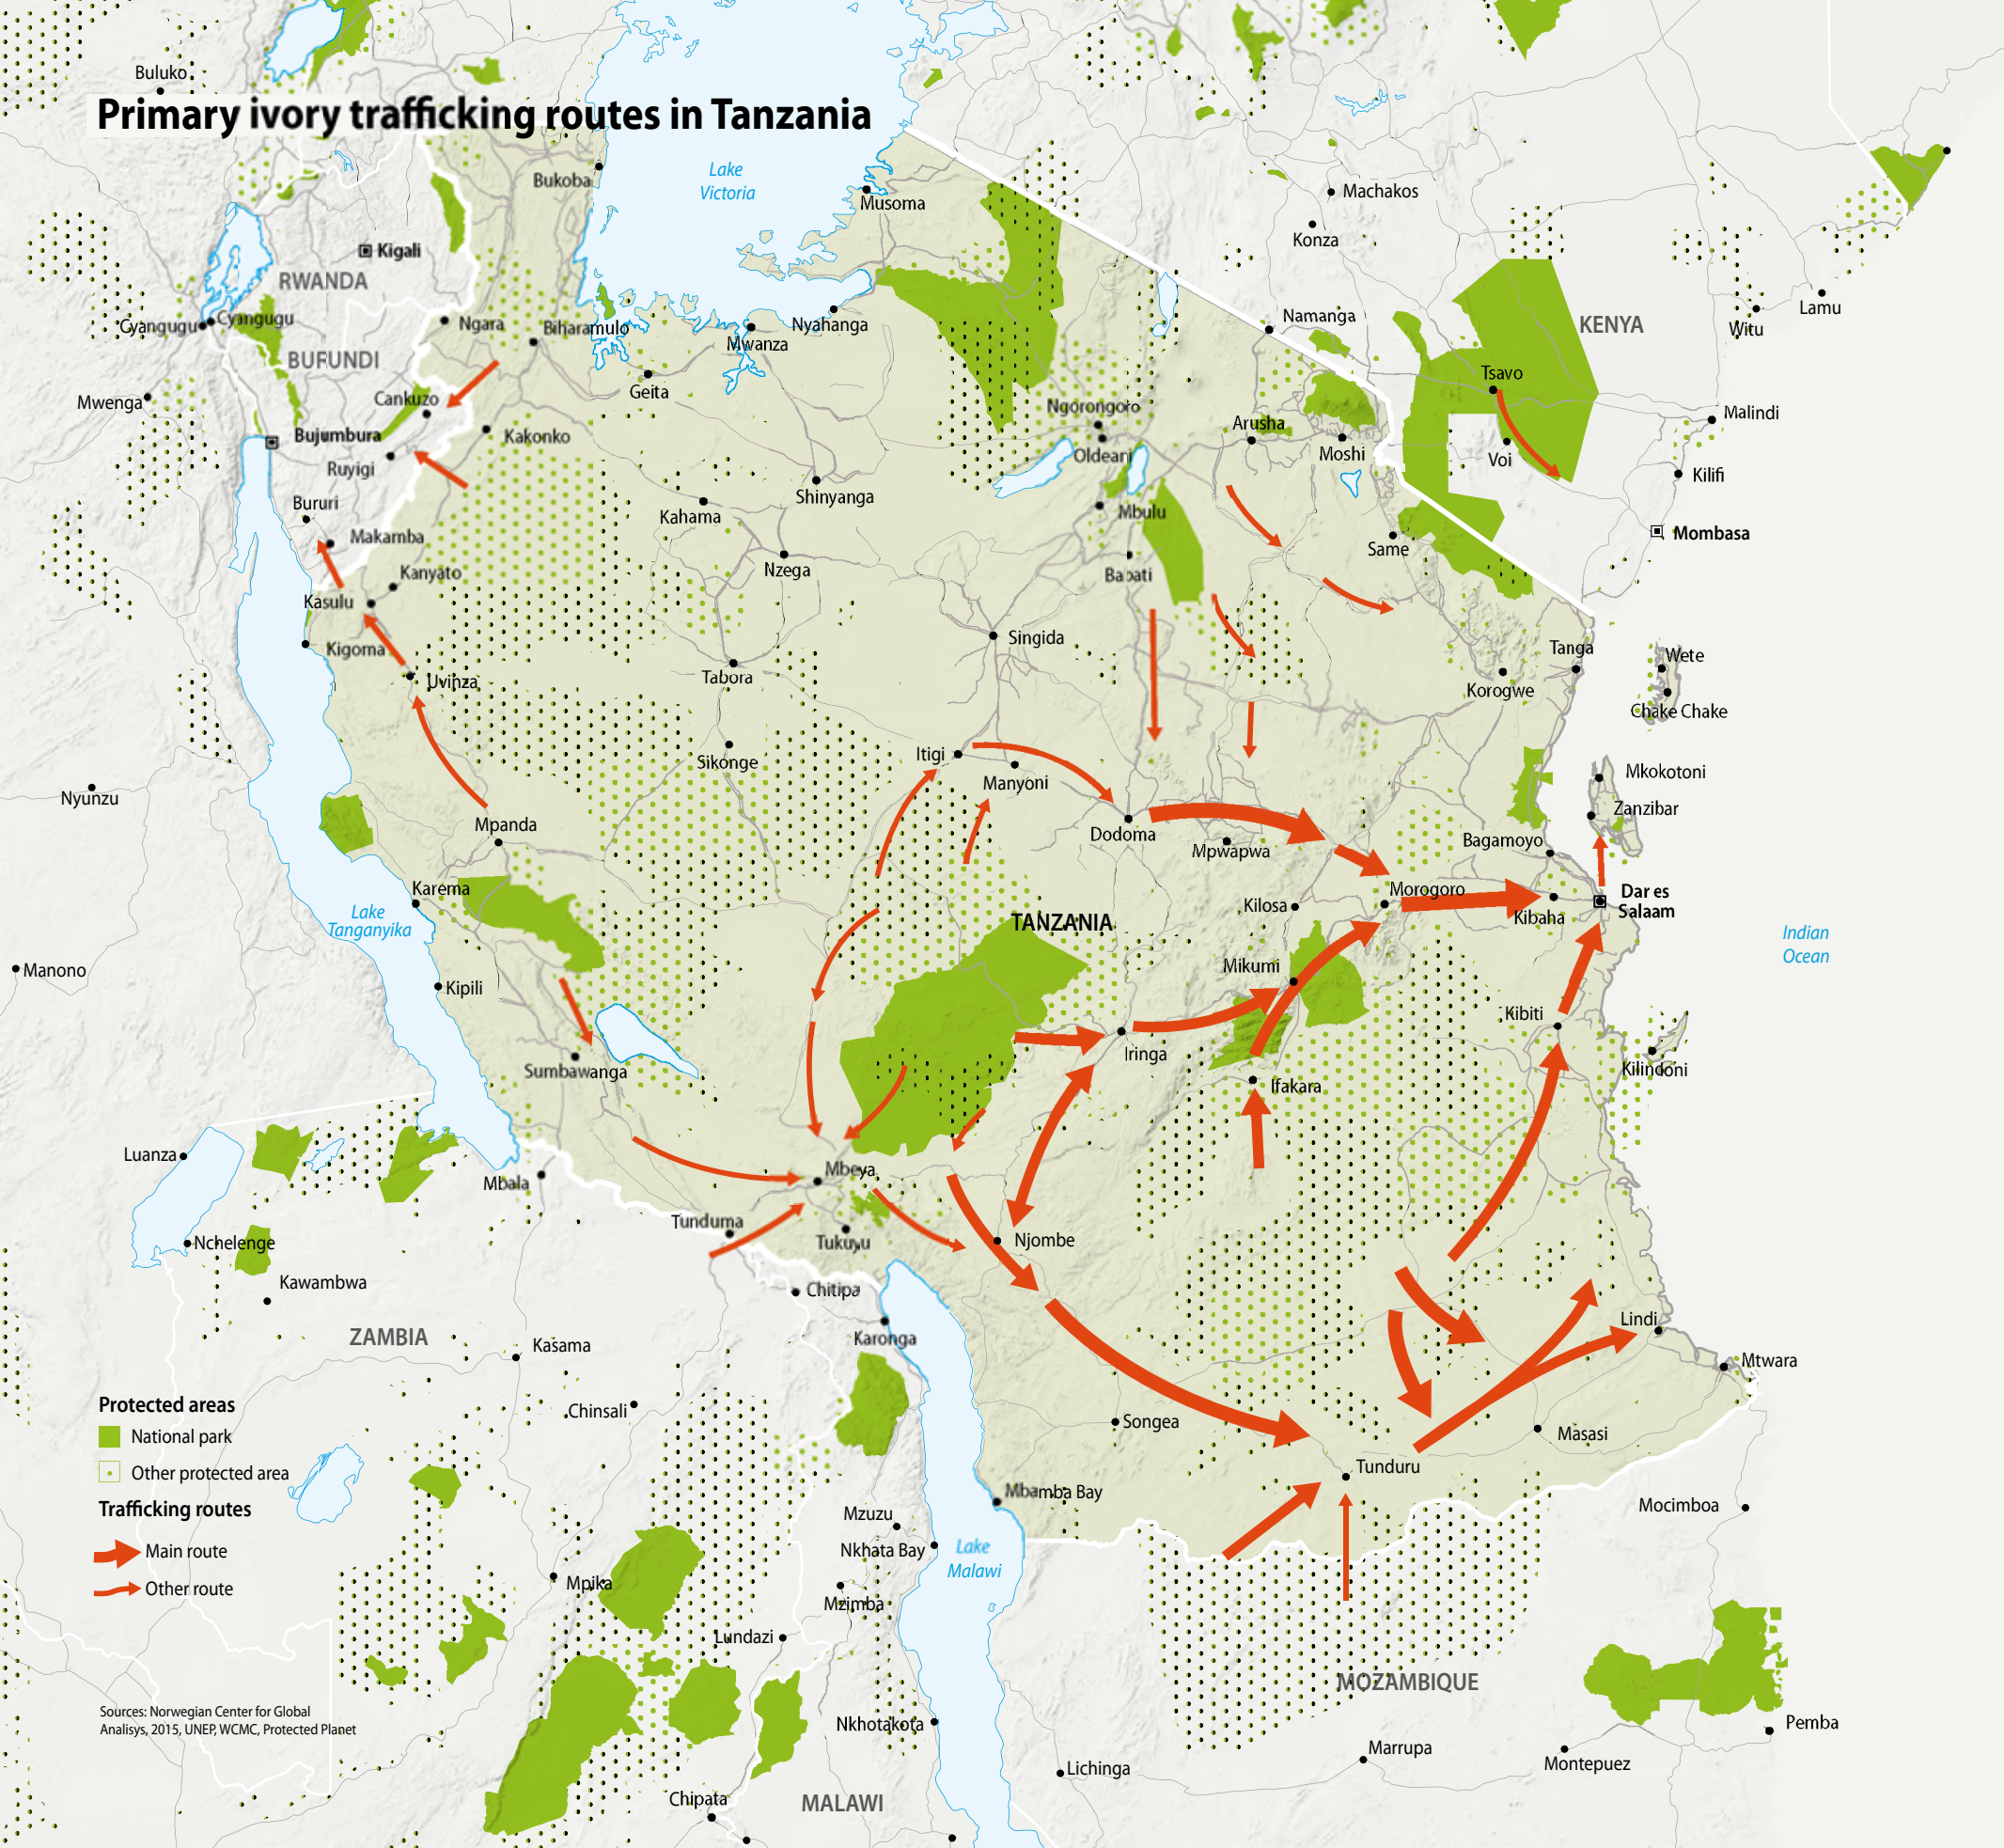 Buluko
Primary ivory trafficking routes in Tanzania
Lake
Victoria
Bukoba
Musoma
Machakos
Konza
Kigali
RWANDA
Cyangugu
Cyangugu
Ngara
Biharamulo
Mwanza
Nyahanga
Namanga
KENYA
Witu
Lamu
BUFUNDI
Mwenga
Cankuzo
Geita
Ngorongoro
Tsavo
Malindi
Bujumbura
Kakonko
Arusha
Moshi
Voi
Kilifi
Ruyigi
Oldeani
Shinyanga
Kahama
Mbulu
Bururi
Makamba
Same
Mombasa
Kanyato
Nzega
Babati
Kasulu
Kigoma
Singida
Tanga
Wete
Uvinza
Tabora
Korogwe
Chake Chake
Sikonge
Itigi
Manyoni
Mkokotoni
Nyunzu
Zanzibar
Mpanda
Dodoma
Mpwapwa
Bagamoyo
Karema
Morogoro
Dar es
Salaam
Kilosa
Kibaha
Lake
Tanganyika
TANZANIA
Indian
Ocean
Manono
Mikumi
Kipili
Kibiti
Sumbawanga
Iringa
Ifakara
Kilindoni
Luanza
Mbala
Mbeya
Tunduma
Tukuyu
Njombe
Nchelenge
Kawambwa
Chitipa
Lindi
ZAMBIA
Kasama
Karonga
Mtwara
Protected areas
National park
Other protected area
Chinsali
Songea
Masasi
Tunduru
Trafficking routes
Main route
Other route
Mbamba Bay
Mocimboa
Mzuzu
Nkhata Bay
Lake
Malawi
Mpika
Mzimba
Lundazi
MOZAMBIQUE
Sources: Norwegian Center for Global
Analisys, 2015, UNEP, WCMC, Protected Planet
Nkhotakota
Pemba
Marrupa
Montepuez
Lichinga
Chipata
MALAWI